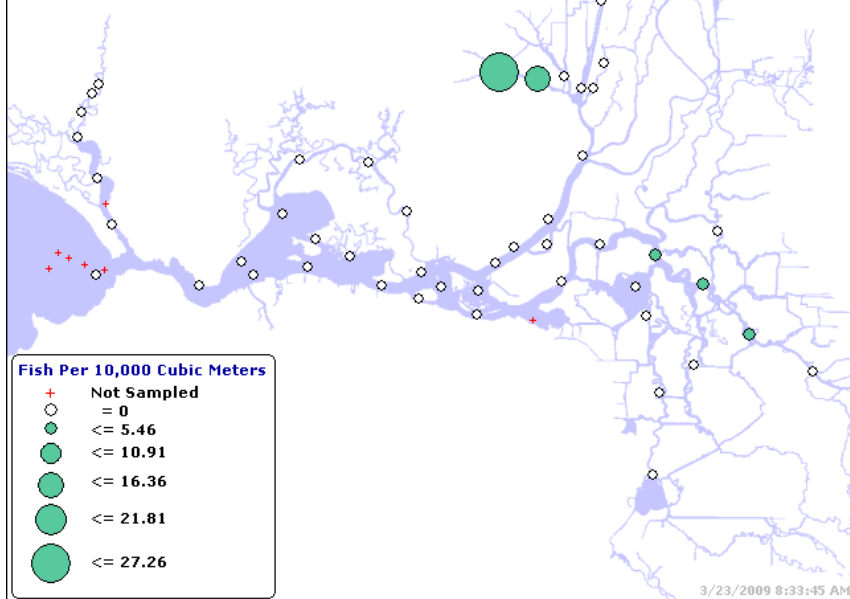 Fish Per 10,000 Cubic Meters
Not Sampled
= 0
<= 5.46
<= 10.91
<= 16.36
<= 21.81
<= 27.26
3/23/2009 8:33:45 AM